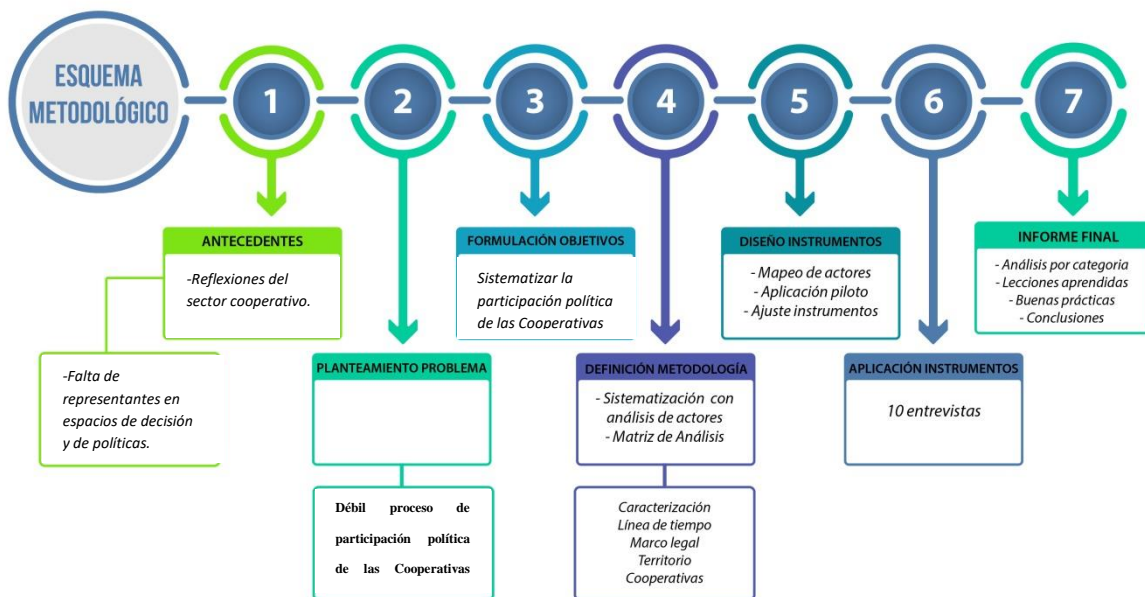 ESQUEMA
METODOLÓGICO
1
2
3
4
5
6
7
ANTECEDENTES
-Reflexiones del
sector cooperativo.
-Falta de
representantes en
espacios de decisión
y de políticas.
PLANTEAMIENTO PROBLEMA
Débil proceso de
participación política
de las Cooperativas
FORMULACIÓN OBJETIVOS
Sistematizar la
participación política
de las Cooperativas
DEFINICIÓN METODOLOGÍA
- Sistematización con
análisis de actores
- Matriz de Análisis
Caracterización
Línea de tiempo
Marco legal
Territorio
Cooperativas
DISEÑO INSTRUMENTOS
- Mapeo de actores
- Aplicación piloto
- Ajuste instrumentos
APLICACIÓN INSTRUMENTOS
10 entrevistas
INFORME FINAL
- Análisis por categoria
- Lecciones aprendidas
- Buenas prácticas
- Conclusiones